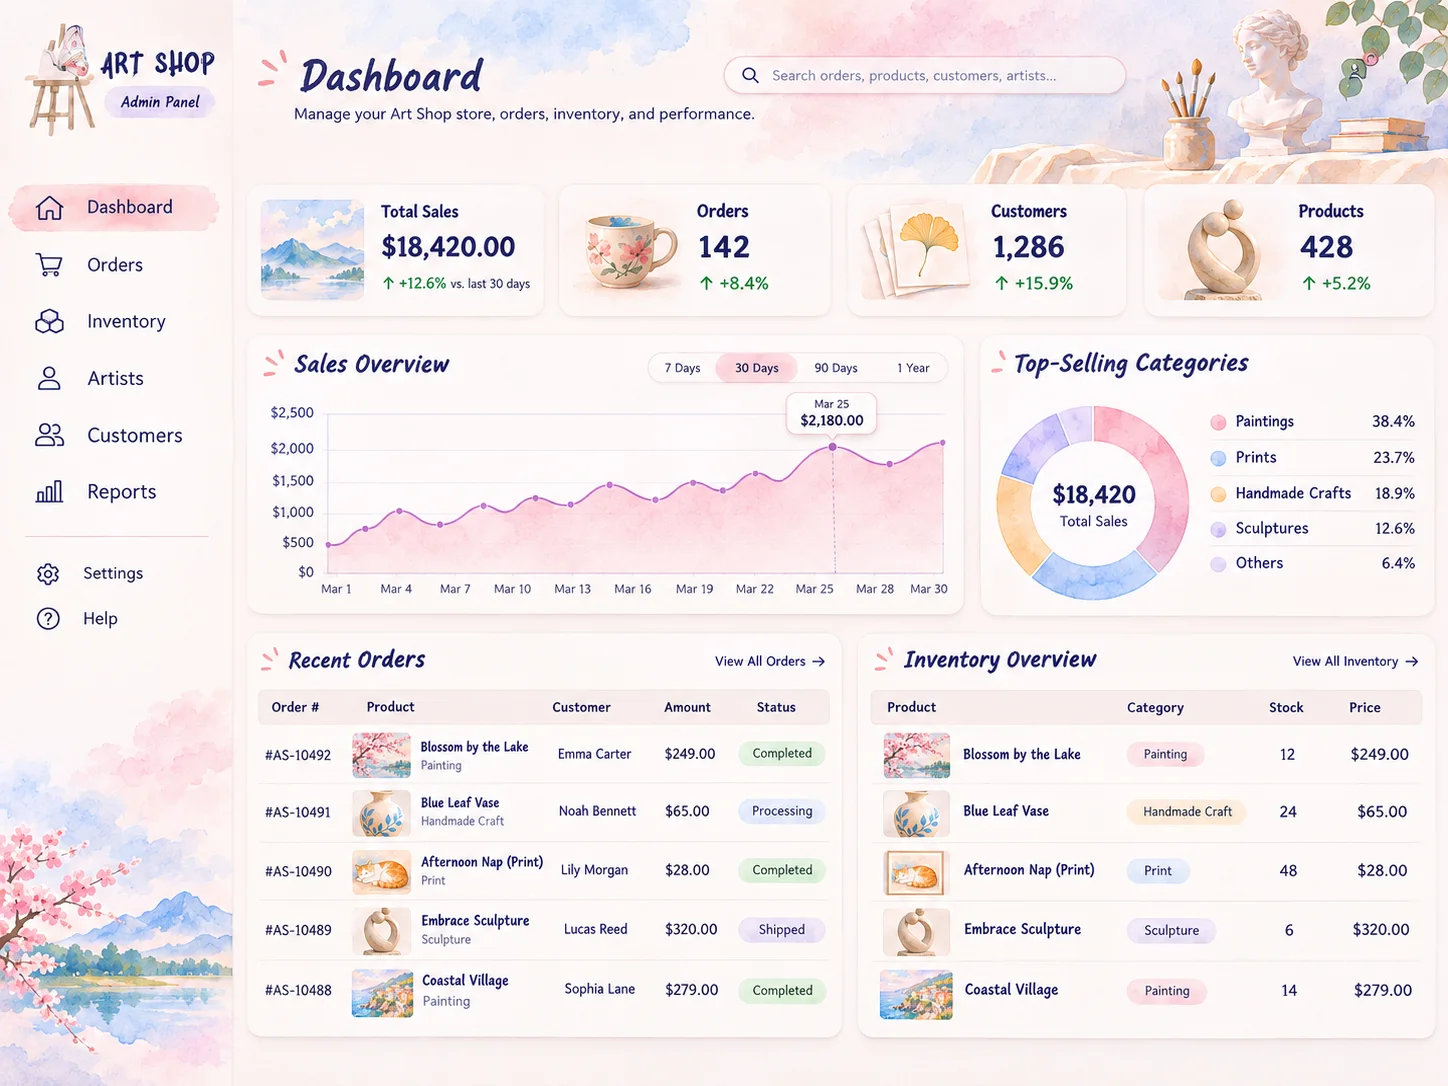 ART SHOP
Admin Panel
Dashboard
Orders
Inventory
Artists
Customers
Reports
Settings
Help
Dashboard
Manage your Art Shop store, orders, inventory, and performance.
Search orders, products, customers, artists...
Total Sales
$18,420.00
↑ +12.6% vs. last 30 days
Orders
142
↑ +8.4%
Customers
1,286
↑ +15.9%
Products
428
↑ +5.2%
Sales Overview
7 Days 30 Days 90 Days 1 Year
Mar 25
$2,180.00
$2,500
$2,000
$1,500
$1,000
$500
$0
Mar 1 Mar 4 Mar 7 Mar 10 Mar 13 Mar 16 Mar 19 Mar 22 Mar 25 Mar 28 Mar 30
Top-Selling Categories
$18,420
Total Sales
Paintings 38.4%
Prints 23.7%
Handmade Crafts 18.9%
Sculptures 12.6%
Others 6.4%
Recent Orders
View All Orders →
Order # Product Customer Amount Status
#AS-10492 Blossom by the Lake Emma Carter $249.00 Completed
Painting
#AS-10491 Blue Leaf Vase Noah Bennett $65.00 Processing
Handmade Craft
#AS-10490 Afternoon Nap (Print) Lily Morgan $28.00 Completed
Print
#AS-10489 Embrace Sculpture Lucas Reed $320.00 Shipped
Sculpture
#AS-10488 Coastal Village Sophia Lane $279.00 Completed
Painting
Inventory Overview
View All Inventory →
Product Category Stock Price
Blossom by the Lake Painting 12 $249.00
Blue Leaf Vase Handmade Craft 24 $65.00
Afternoon Nap (Print) Print 48 $28.00
Embrace Sculpture Sculpture 6 $320.00
Coastal Village Painting 14 $279.00